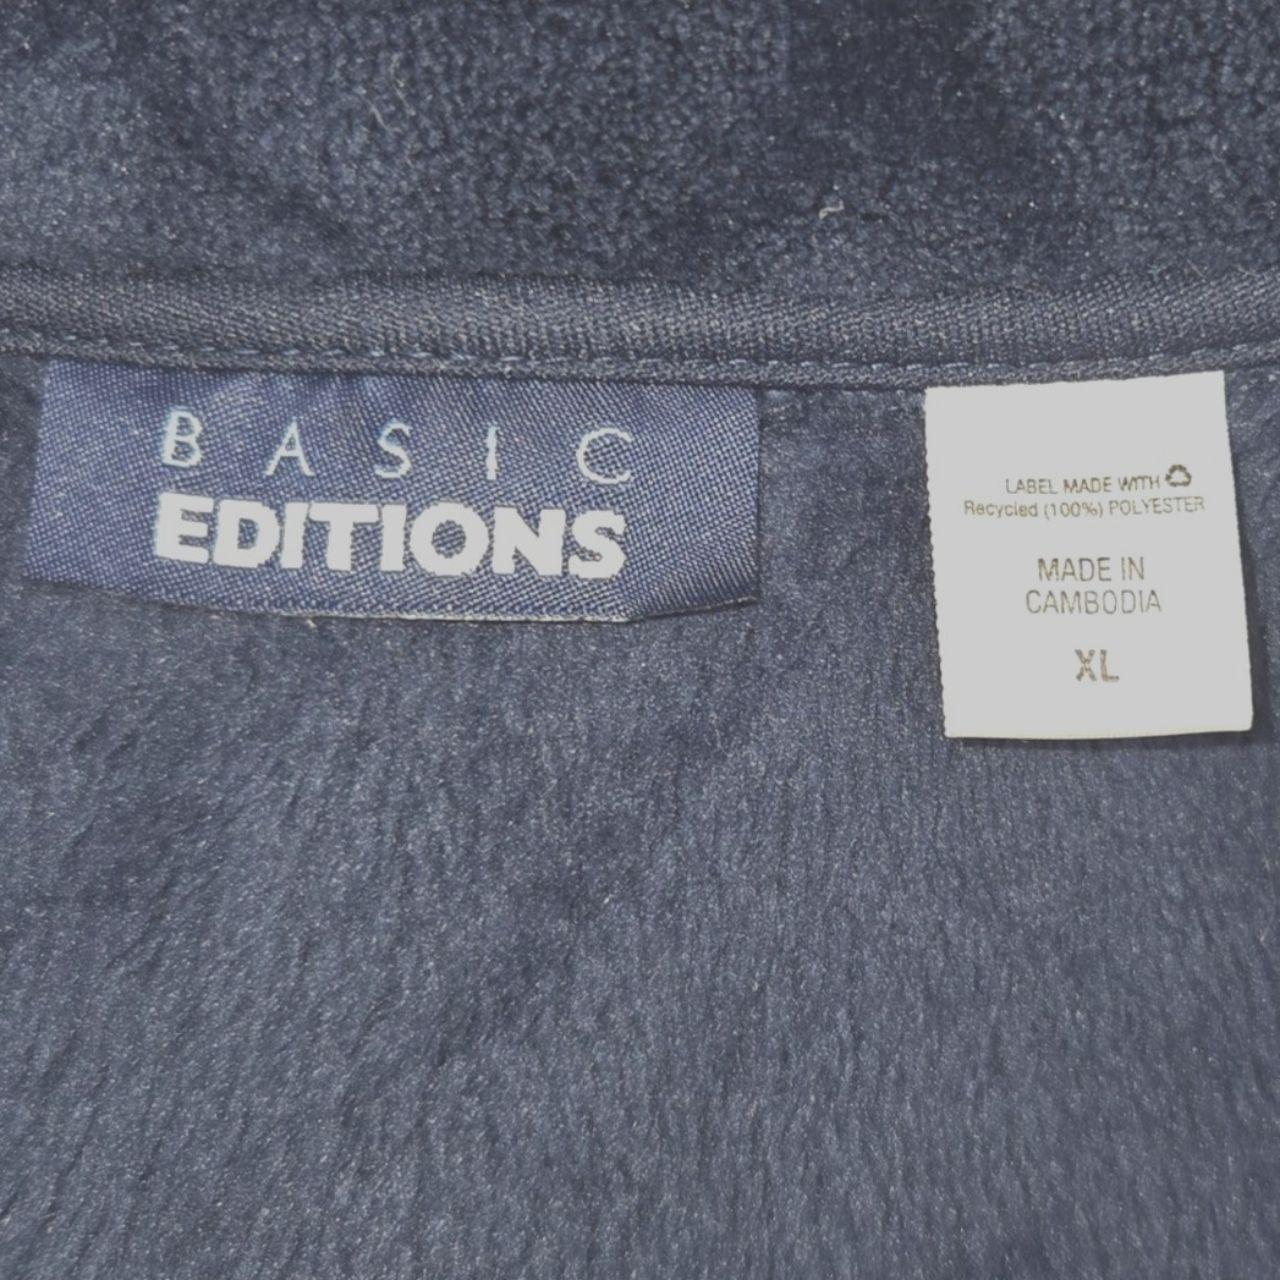 BASIC
EDITIONS
LABEL MADE WITH
Recycled (100%) POLYESTER
MADE IN
CAMBODIA
XL